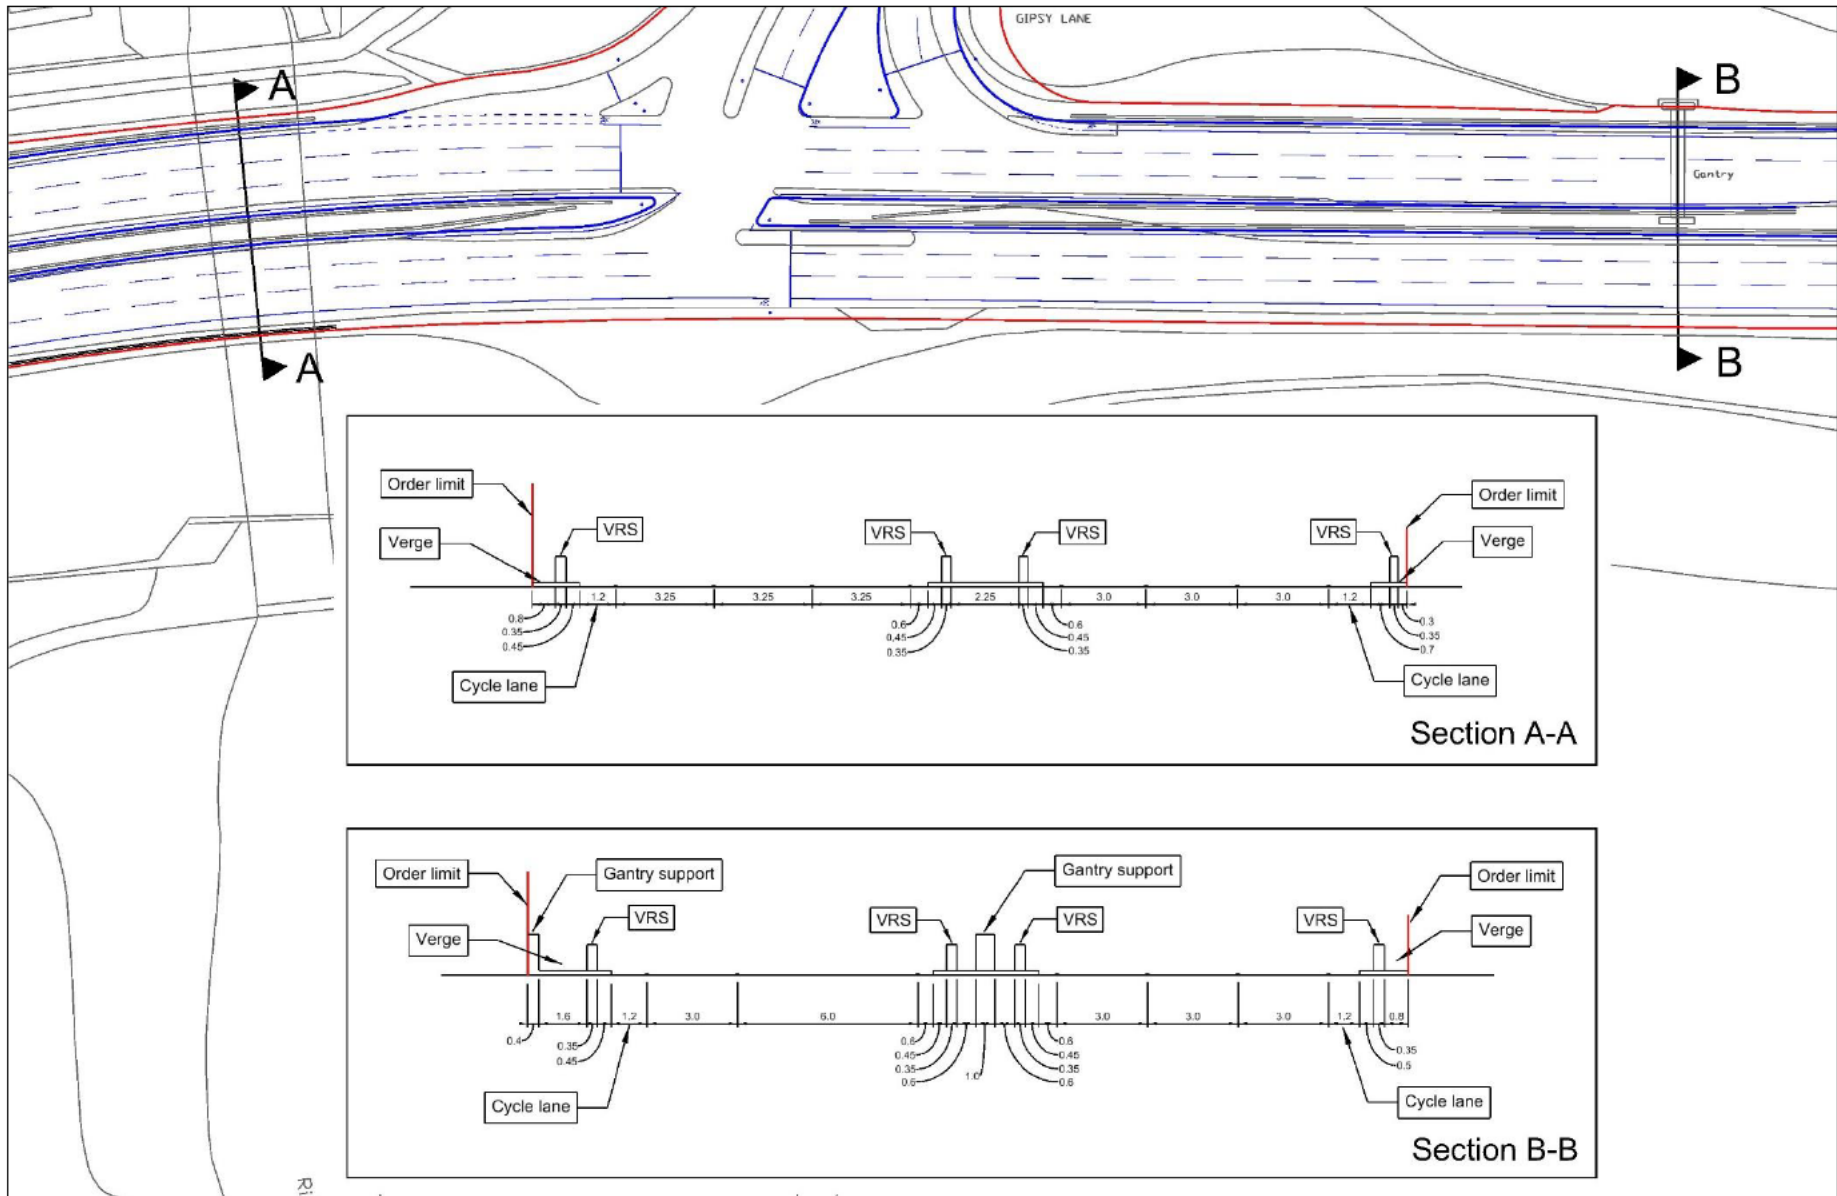 GIPSY LANE
A
B
Gantry
A
B
Order limit
Order limit
VRS
VRS
VRS
VRS
Verge
Verge
1.2
3.25
3.25
3.25
2.25
3.0
3.0
3.0
1.2
0.8
0.35
0.45
0.6
0.45
0.35
0.6
0.45
0.35
0.3
0.35
0.7
Cycle lane
Cycle lane
Section A-A
Order limit
Gantry support
Gantry support
Order limit
VRS
VRS
VRS
VRS
Verge
Verge
1.6
1.2
3.0
6.0
3.0
3.0
3.0
1.2
0.8
0.4
0.35
0.45
0.6
0.45
0.35
0.6
1.0
0.6
0.45
0.35
0.6
0.35
0.5
Cycle lane
Cycle lane
Section B-B
Ri